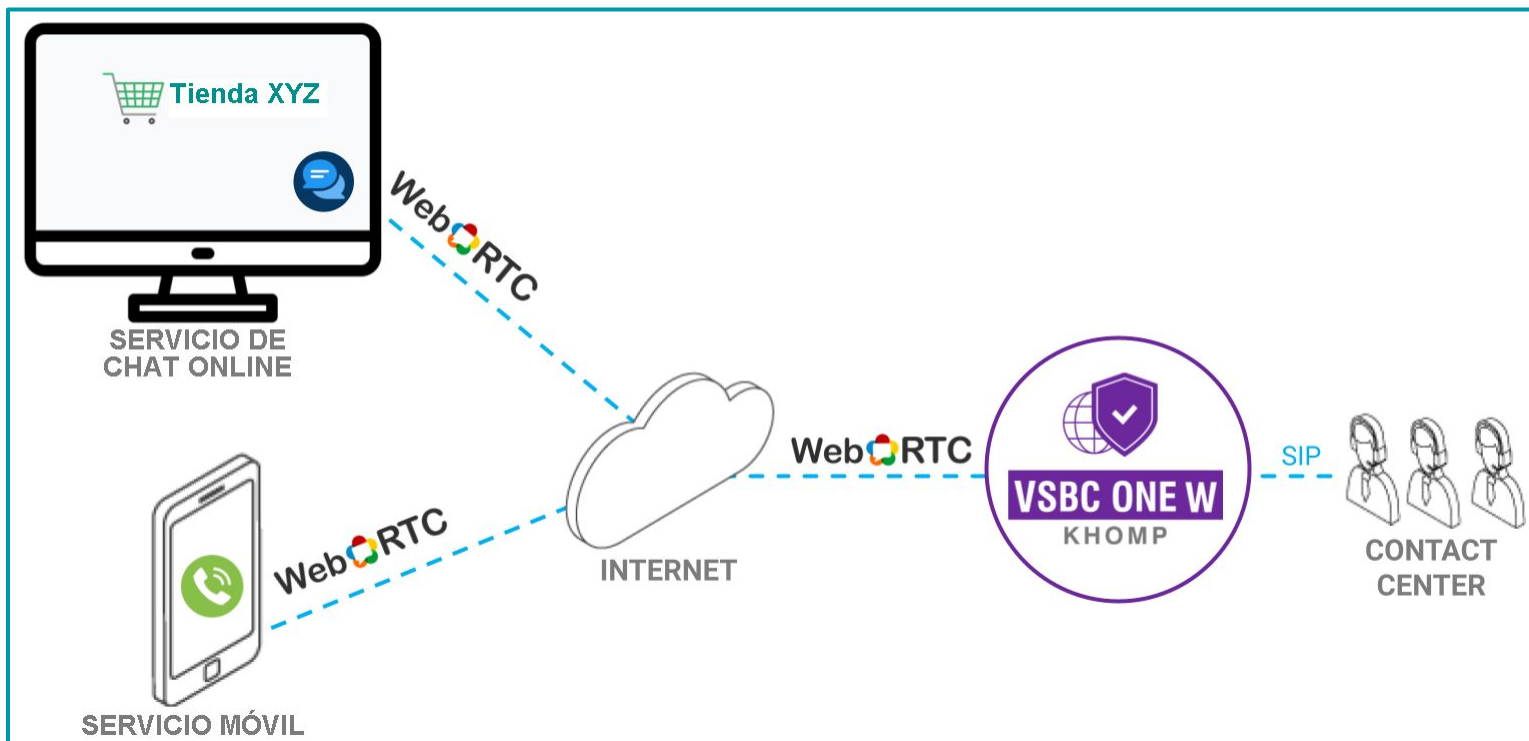 Tienda XYZ
WebRTC
SERVICIO DE
CHAT ONLINE
WebRTC
SIP
VSBC ONE W
KHOMP
WebRTC
INTERNET
CONTACT
CENTER
SERVICIO MÓVIL